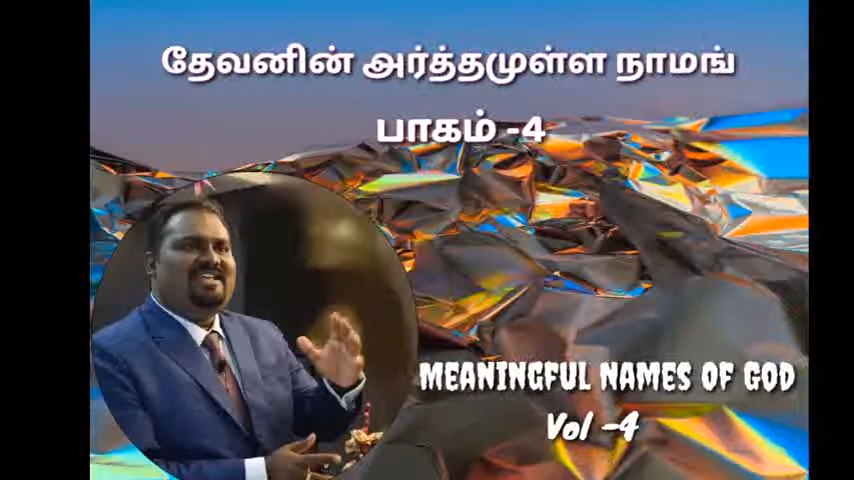 தேவனின் அர்த்தமுள்ள நாமங்
பாகம் -4
MEANINGFUL NAMES OF GOD
Vol -4